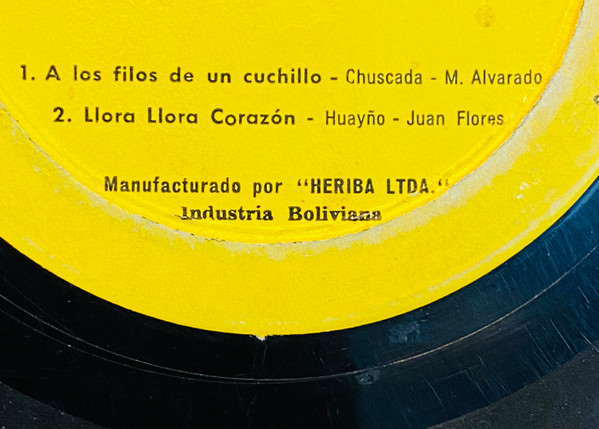 1. A los filos de un cuchillo - Chuscada - M. Alvarado
2. Llora Llora Corazón - Huayño - Juan Flores
Manufacturado por "HERIBA LTDA."
Industria Boliviana